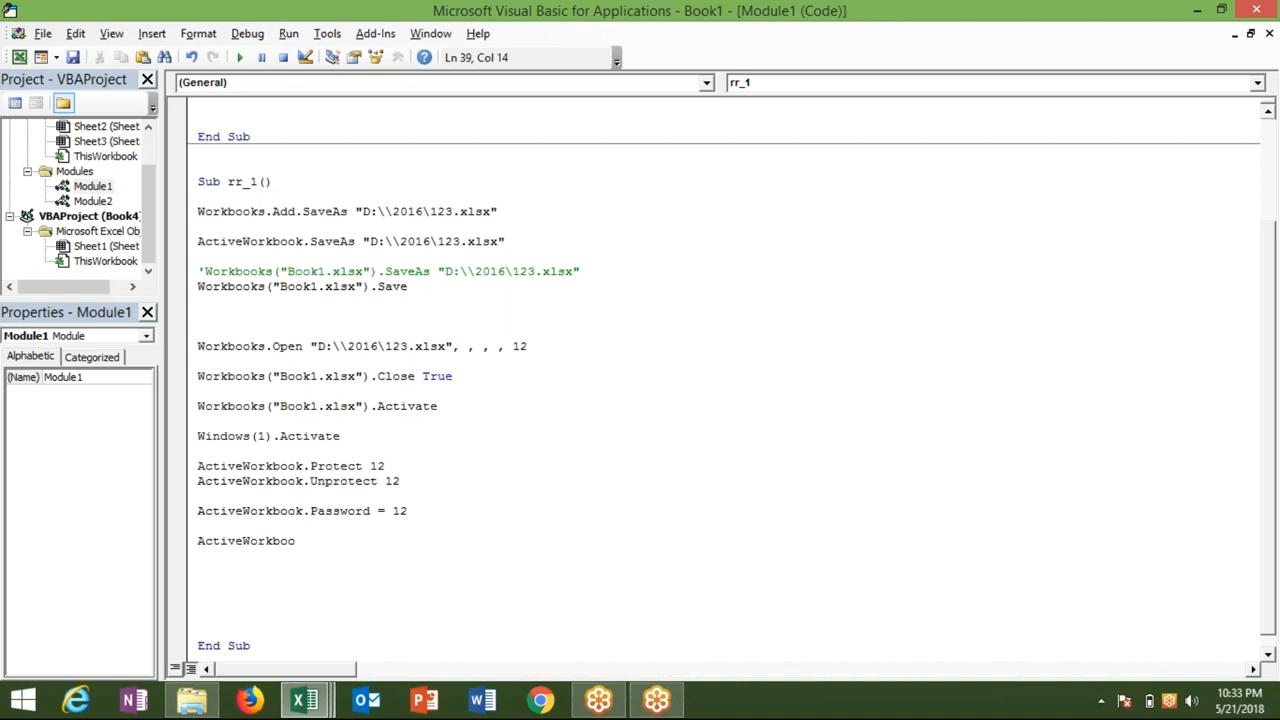 Microsoft Visual Basic for Applications - Book1 - [Module1 (Code)]
File Edit View Insert Format Debug Run Tools Add-Ins Window Help
Ln 39, Col 14
Project - VBAProject
(General)
rr_1
Sheet2 (Sheet
Sheet3 (Sheet
ThisWorkbook
Modules
Module1
Module2
VBAProject (Book4
Microsoft Excel Ob
Sheet1 (Sheet
ThisWorkbook
Properties - Module1
Module1 Module
Alphabetic Categorized
(Name) Module1
End Sub
Sub rr_1()
Workbooks.Add.SaveAs "D:\\2016\123.xlsx"
ActiveWorkbook.SaveAs "D:\\2016\123.xlsx"
'Workbooks("Book1.xlsx").SaveAs "D:\\2016\123.xlsx"
Workbooks("Book1.xlsx").Save
Workbooks.Open "D:\\2016\123.xlsx", , , , 12
Workbooks("Book1.xlsx").Close True
Workbooks("Book1.xlsx").Activate
Windows(1).Activate
ActiveWorkbook.Protect 12
ActiveWorkbook.Unprotect 12
ActiveWorkbook.Password = 12
ActiveWorkboo
End Sub
10:33 PM
5/21/2018